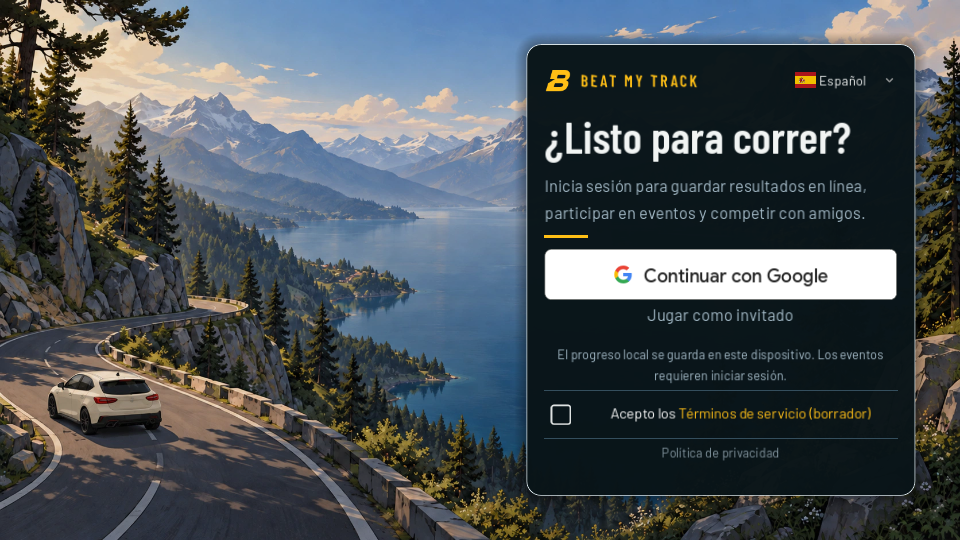 BEAT MY TRACK
Español
¿Listo para correr?
Inicia sesión para guardar resultados en línea,
participar en eventos y competir con amigos.
Continuar con Google
Jugar como invitado
El progreso local se guarda en este dispositivo. Los eventos
requieren iniciar sesión.
Acepto los Términos de servicio (borrador)
Política de privacidad